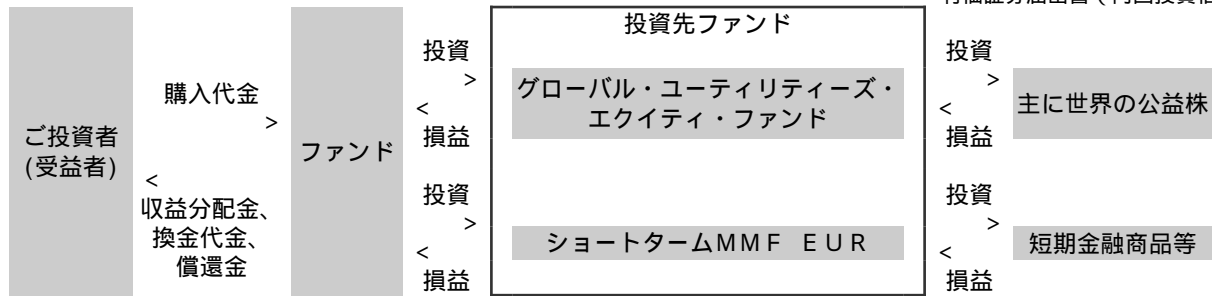 投資先ファンド
ご投資者
(受益者)
購入代金
>
<
収益分配金、
換金代金、
償還金
ファンド
投資
>
<
損益
投資
>
<
損益
グローバル・ユーティリティーズ・
エクイティ・ファンド
ショートタームＭＭＦ ＥＵＲ
投資
>
<
損益
投資
>
<
損益
主に世界の公益株
短期金融商品等